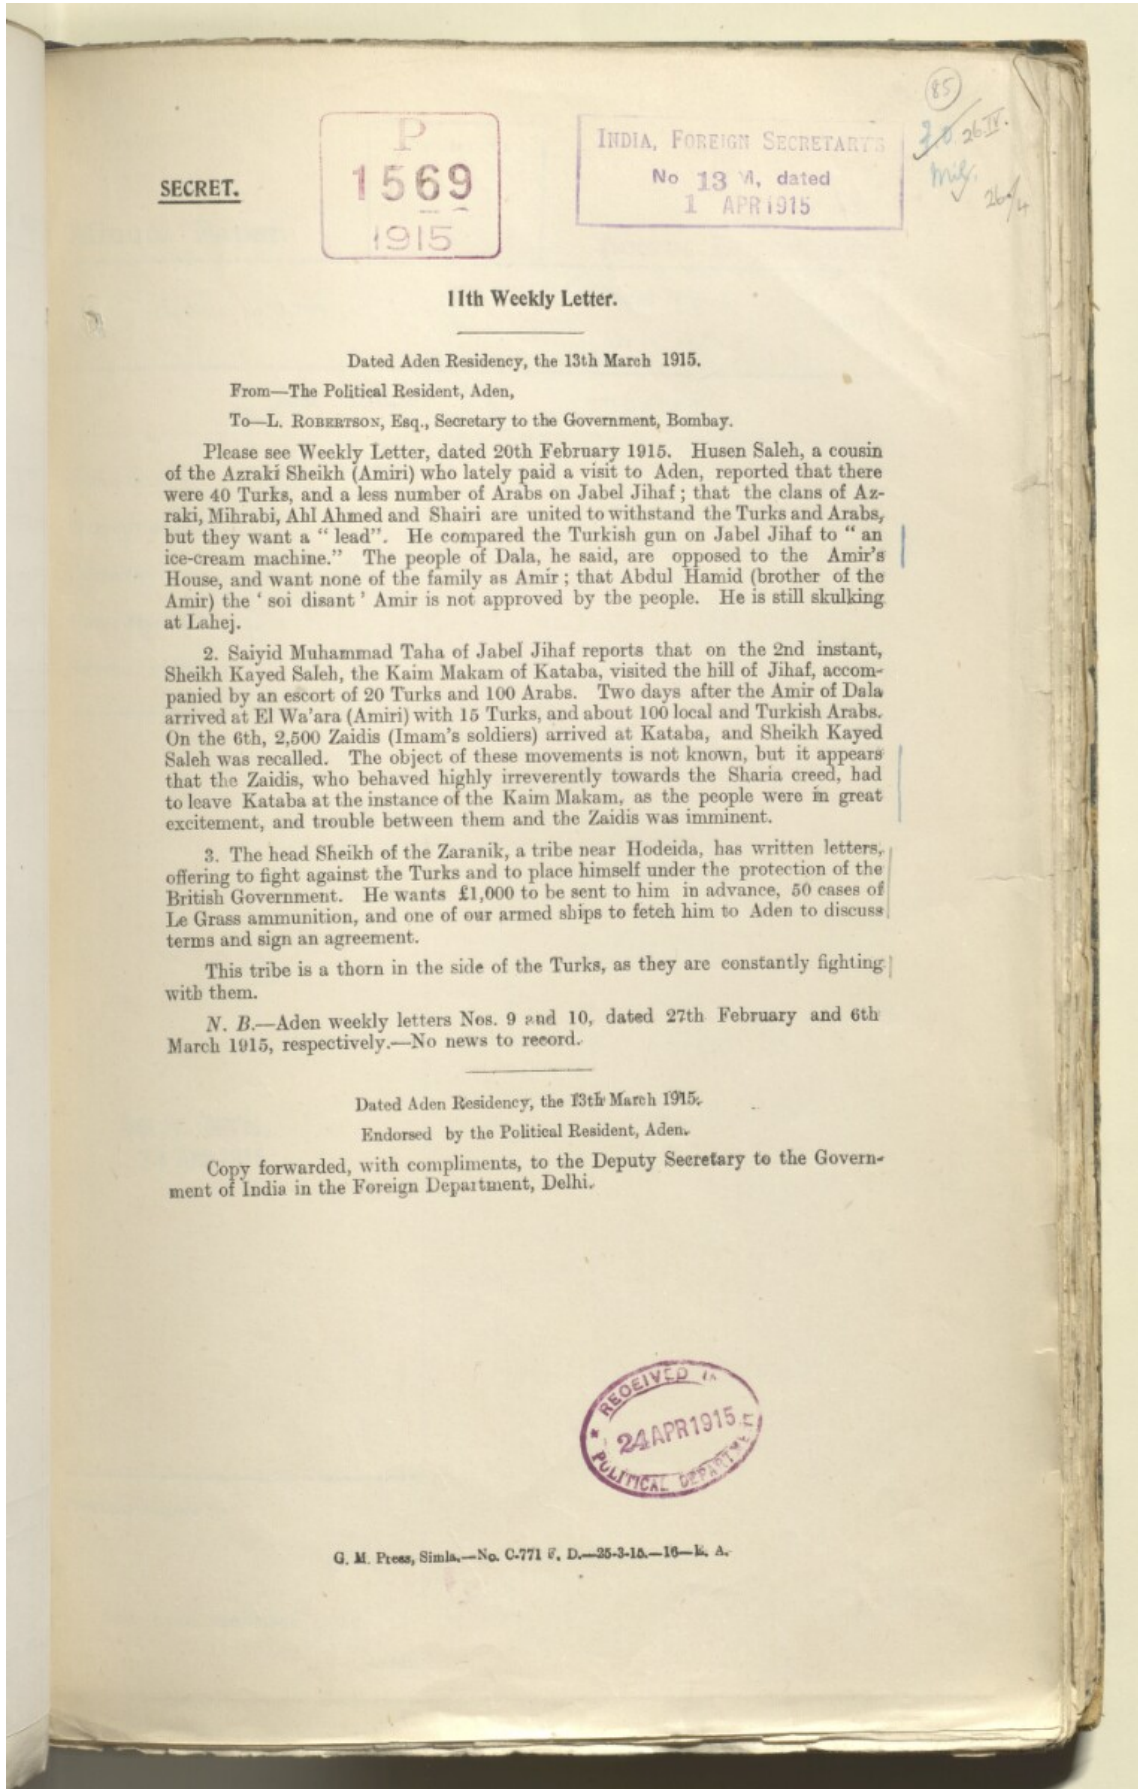 85
26 IV.
Mily.
26/4
P
1569
1915
INDIA, FOREIGN SECRETARY'S
No 13 M, dated
1 APR 1915
SECRET.
11th Weekly Letter.
Dated Aden Residency, the 13th March 1915.
From—The Political Resident, Aden,
To—L. ROBERTSON, Esq., Secretary to the Government, Bombay.
Please see Weekly Letter, dated 20th February 1915. Husen Saleh, a cousin
of the Azraki Sheikh (Amiri) who lately paid a visit to Aden, reported that there
were 40 Turks, and a less number of Arabs on Jabel Jihaf; that the clans of Az-
raki, Mihrabi, Ahl Ahmed and Shairi are united to withstand the Turks and Arabs,
but they want a "lead". He compared the Turkish gun on Jabel Jihaf to "an
ice-cream machine." The people of Dala, he said, are opposed to the Amir's
House, and want none of the family as Amir; that Abdul Hamid (brother of the
Amir) the 'soi disant' Amir is not approved by the people. He is still skulking
at Lahej.
2. Saiyid Muhammad Taha of Jabel Jihaf reports that on the 2nd instant,
Sheikh Kayed Saleh, the Kaim Makam of Kataba, visited the hill of Jihaf, accom-
panied by an escort of 20 Turks and 100 Arabs. Two days after the Amir of Dala
arrived at El Wa'ara (Amiri) with 15 Turks, and about 100 local and Turkish Arabs.
On the 6th, 2,500 Zaidis (Imam's soldiers) arrived at Kataba, and Sheikh Kayed
Saleh was recalled. The object of these movements is not known, but it appears
that the Zaidis, who behaved highly irreverently towards the Sharia creed, had
to leave Kataba at the instance of the Kaim Makam, as the people were in great
excitement, and trouble between them and the Zaidis was imminent.
3. The head Sheikh of the Zaranik, a tribe near Hodeida, has written letters,
offering to fight against the Turks and to place himself under the protection of the
British Government. He wants £1,000 to be sent to him in advance, 50 cases of
Le Grass ammunition, and one of our armed ships to fetch him to Aden to discuss
terms and sign an agreement.
This tribe is a thorn in the side of the Turks, as they are constantly fighting
with them.
N. B.—Aden weekly letters Nos. 9 and 10, dated 27th February and 6th
March 1915, respectively.—No news to record.
Dated Aden Residency, the 13th March 1915.
Endorsed by the Political Resident, Aden.
Copy forwarded, with compliments, to the Deputy Secretary to the Govern-
ment of India in the Foreign Department, Delhi.
RECEIVED IN
24 APR 1915
POLITICAL DEPARTMENT
G. M. Press, Simla.—No. C-771 F. D.—25-3-15.—16—E. A.